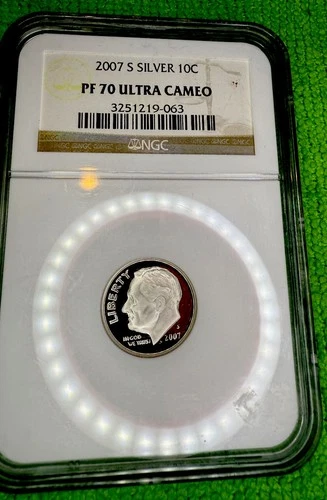 2007 S SILVER 10C
PF 70 ULTRA CAMEO
3251219-063
NGC
LIBERTY
IN GOD
WE TRUST
S
2007